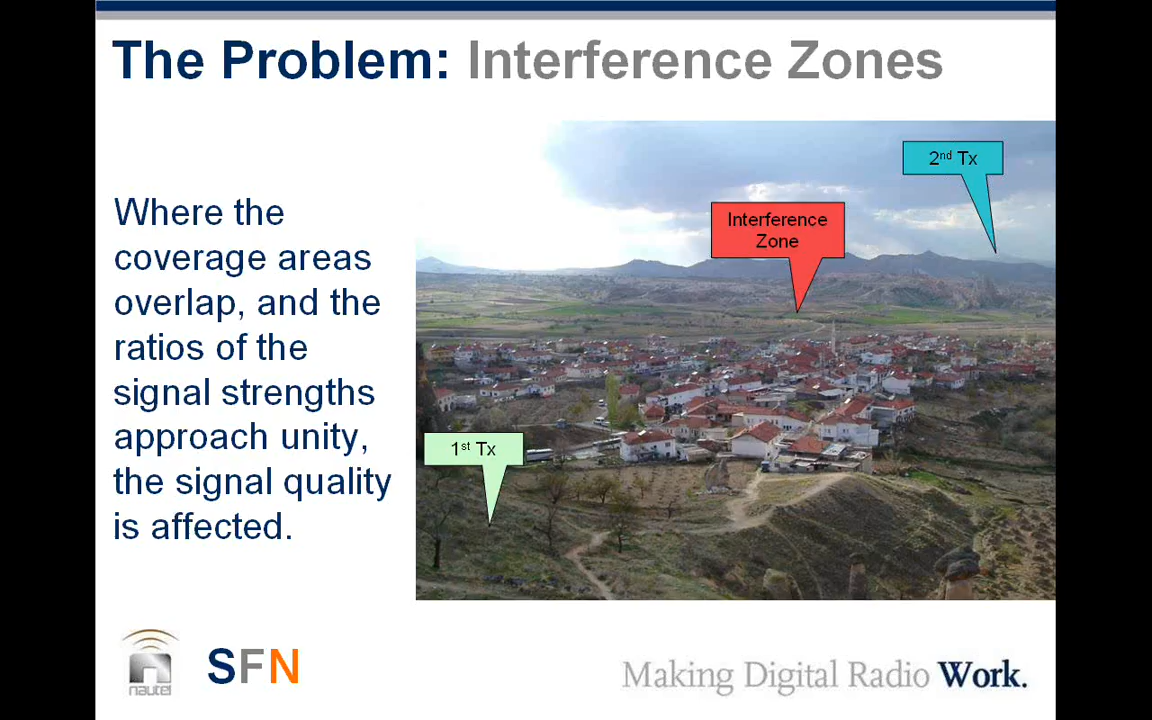 The Problem: Interference Zones
Where the
coverage areas
overlap, and the
ratios of the
signal strengths
approach unity,
the signal quality
is affected.
2nd Tx
Interference
Zone
1st Tx
nautel
SFN
Making Digital Radio Work.